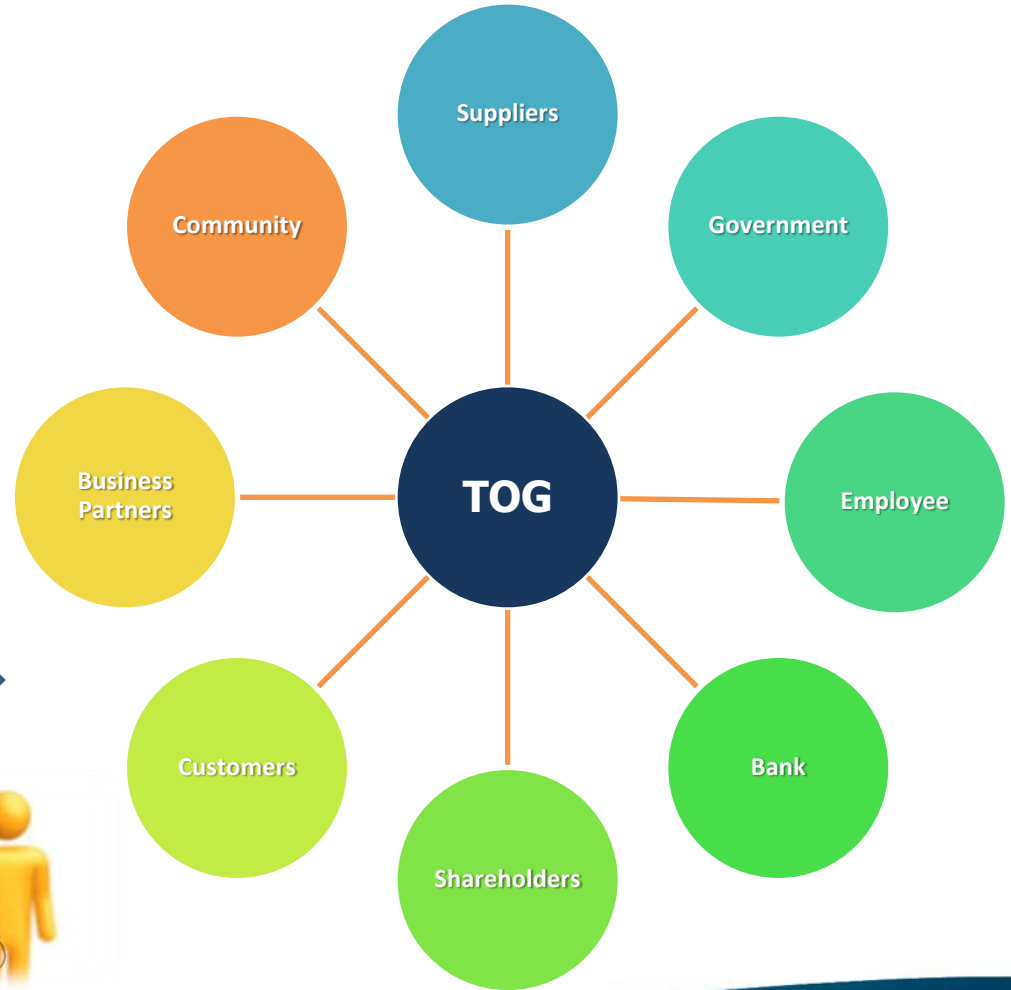 Suppliers
Community
Government
Business
Partners
TOG
Employee
Customers
Bank
Shareholders